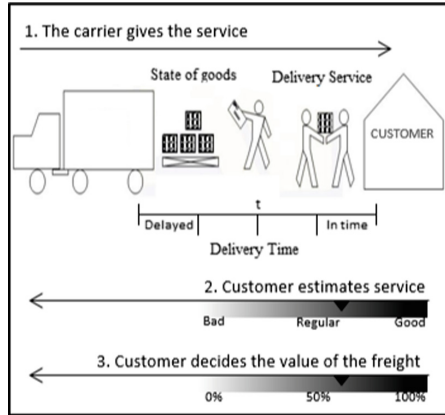 1. The carrier gives the service
State of goods
Delivery Service
CUSTOMER
t
Delayed
In time
Delivery Time
2. Customer estimates service
Bad Regular Good
3. Customer decides the value of the freight
0% 50% 100%